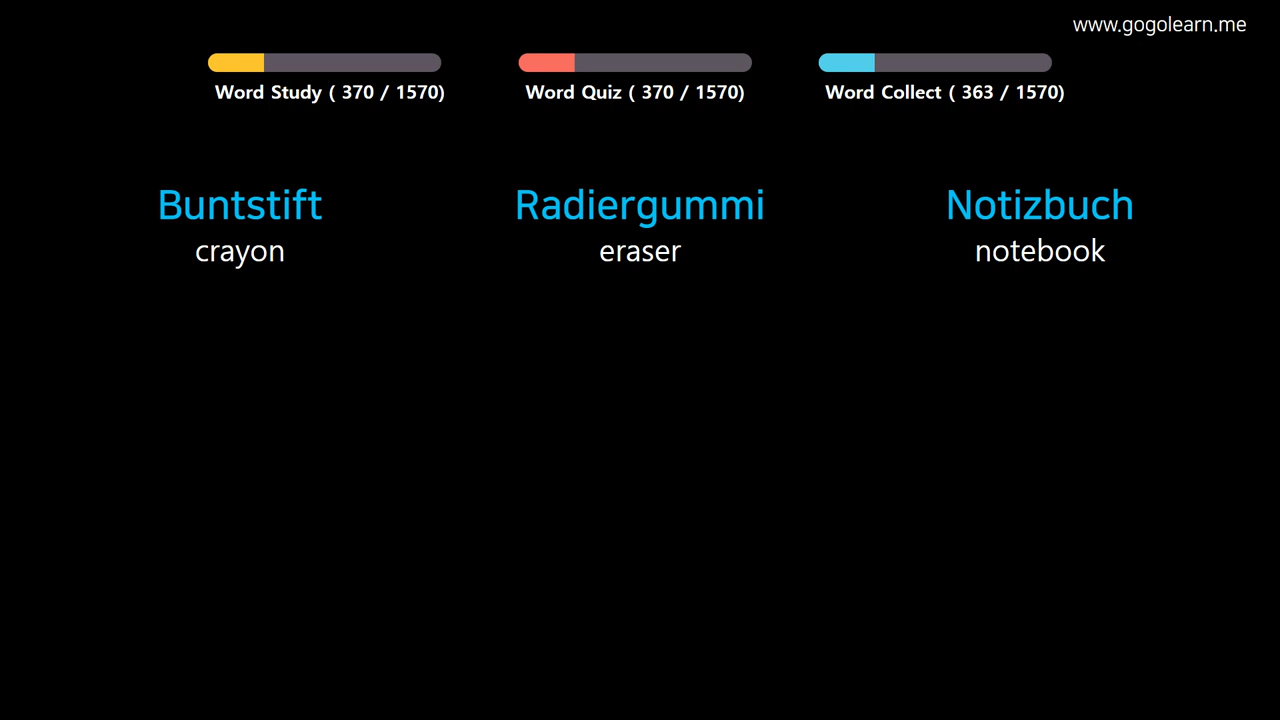 www.gogolearn.me
Word Study ( 370 / 1570)
Word Quiz ( 370 / 1570)
Word Collect ( 363 / 1570)
Buntstift
crayon
Radiergummi
eraser
Notizbuch
notebook